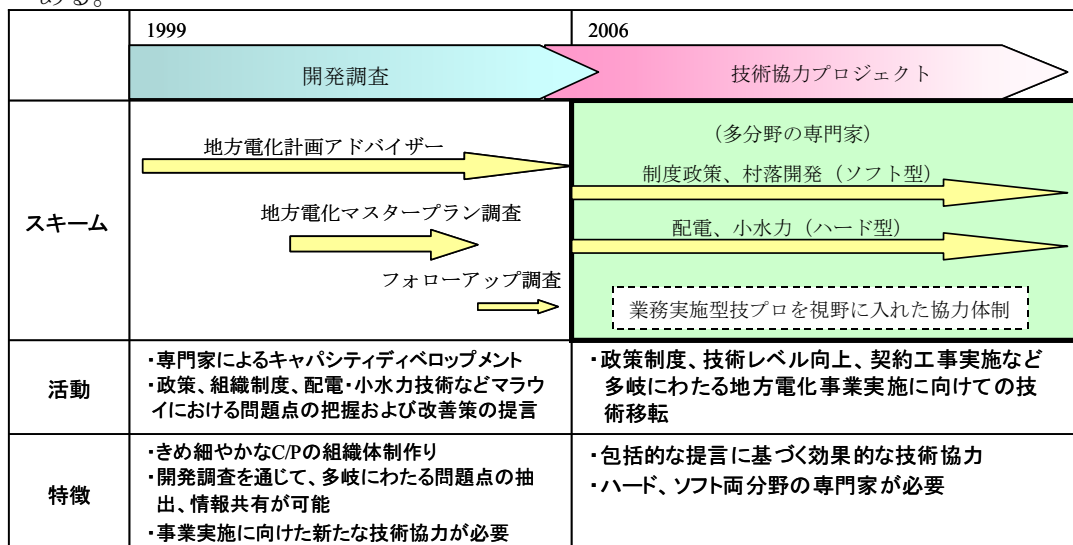 ある。
1999
2006
開発調査
技術協力プロジェクト
スキーム
地方電化計画アドバイザー
地方電化マスタープラン調査
フォローアップ調査
(多分野の専門家)
制度政策、村落開発(ソフト型)
配電、小水力(ハード型)
業務実施型技プロを視野に入れた協力体制
活動
・専門家によるキャパシティディベロップメント
・政策、組織制度、配電・小水力技術などマラウ
イにおける問題点の把握および改善策の提言
・政策制度、技術レベル向上、契約工事実施など
多岐にわたる地方電化事業実施に向けての技
術移転
特徴
・きめ細やかなC/Pの組織体制作り
・開発調査を通じて、多岐にわたる問題点の抽
出、情報共有が可能
・事業実施に向けた新たな技術協力が必要
・包括的な提言に基づく効果的な技術協力
・ハード、ソフト両分野の専門家が必要